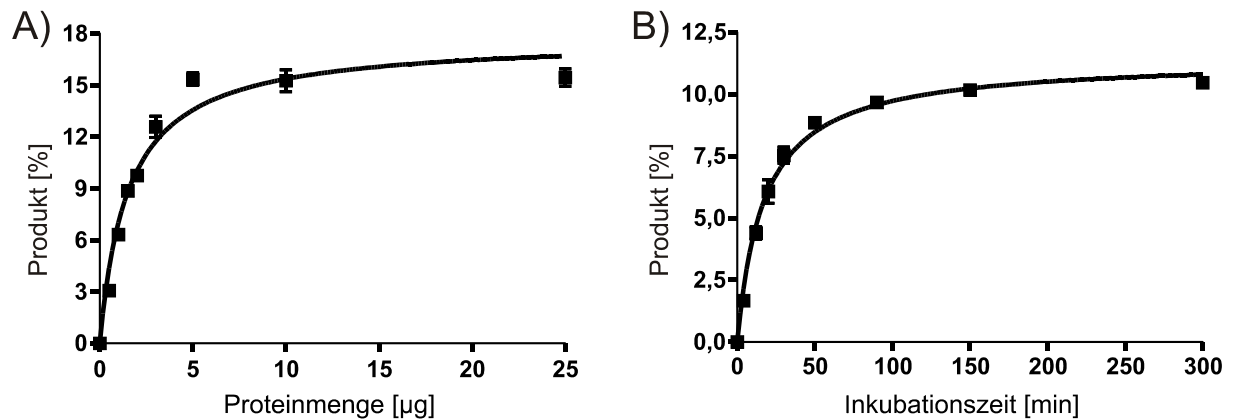 A)
18
15
12
9
6
3
0
Produkt [%]
0 5 10 15 20 25
Proteinmenge [µg]
B)
12,5
10,0
7,5
5,0
2,5
0,0
Produkt [%]
0 50 100 150 200 250 300
Inkubationszeit [min]